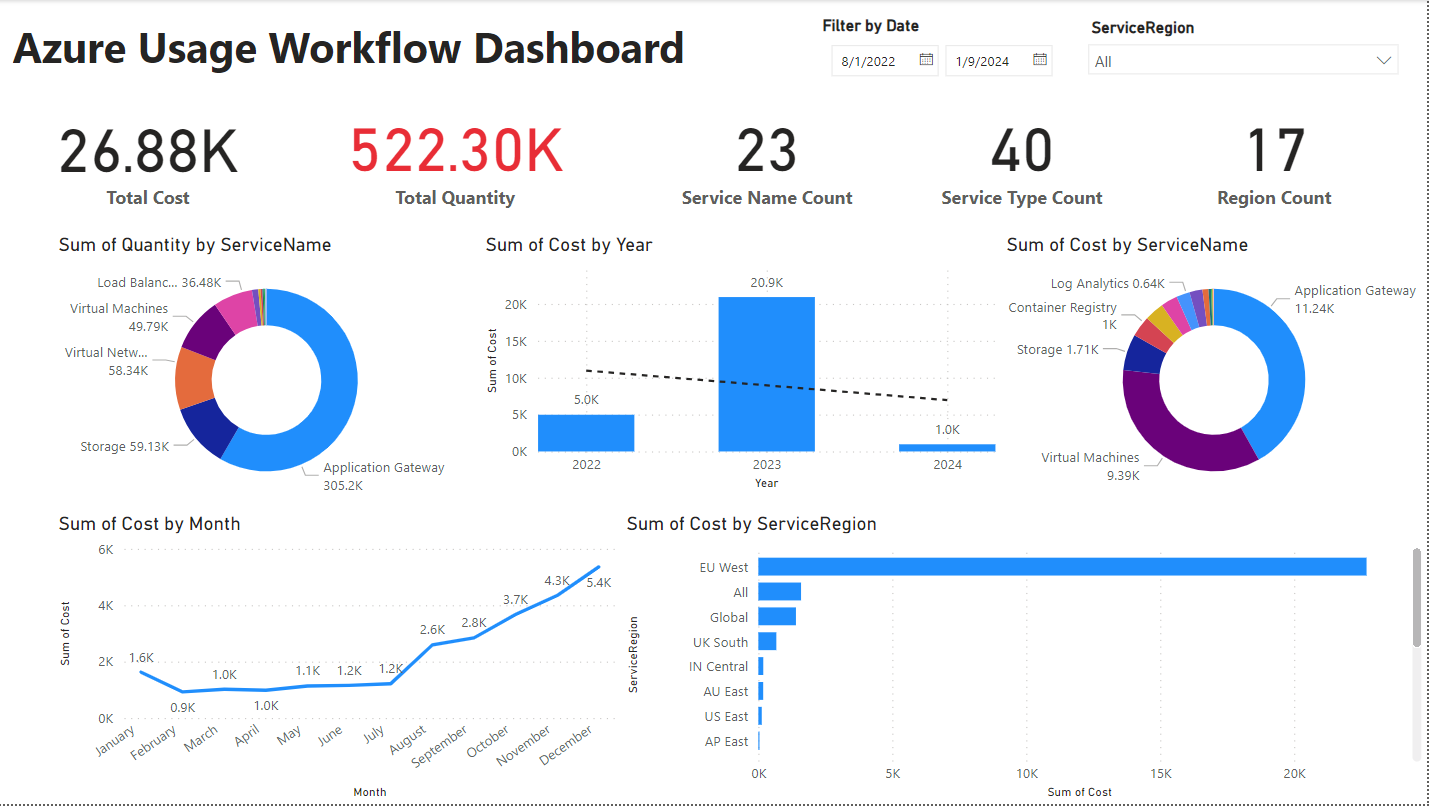 Azure Usage Workflow Dashboard
Filter by Date
8/1/2022
1/9/2024
ServiceRegion
All
26.88K
Total Cost
522.30K
Total Quantity
23
Service Name Count
40
Service Type Count
17
Region Count
Sum of Quantity by ServiceName
Load Balanc... 36.48K
Virtual Machines
49.79K
Virtual Netw...
58.34K
Storage 59.13K
Application Gateway
305.2K
Sum of Cost by Year
Sum of Cost
20K
15K
10K
5K
0K
5.0K
20.9K
1.0K
2022
2023
2024
Year
Sum of Cost by ServiceName
Log Analytics 0.64K
Container Registry
1K
Storage 1.71K
Virtual Machines
9.39K
Application Gateway
11.24K
Sum of Cost by Month
Sum of Cost
6K
4K
2K
0K
1.6K
0.9K
1.0K
1.0K
1.1K
1.2K
1.2K
2.6K
2.8K
3.7K
4.3K
5.4K
January
February
March
April
May
June
July
August
September
October
November
December
Month
Sum of Cost by ServiceRegion
ServiceRegion
EU West
All
Global
UK South
IN Central
AU East
US East
AP East
0K
5K
10K
15K
20K
Sum of Cost